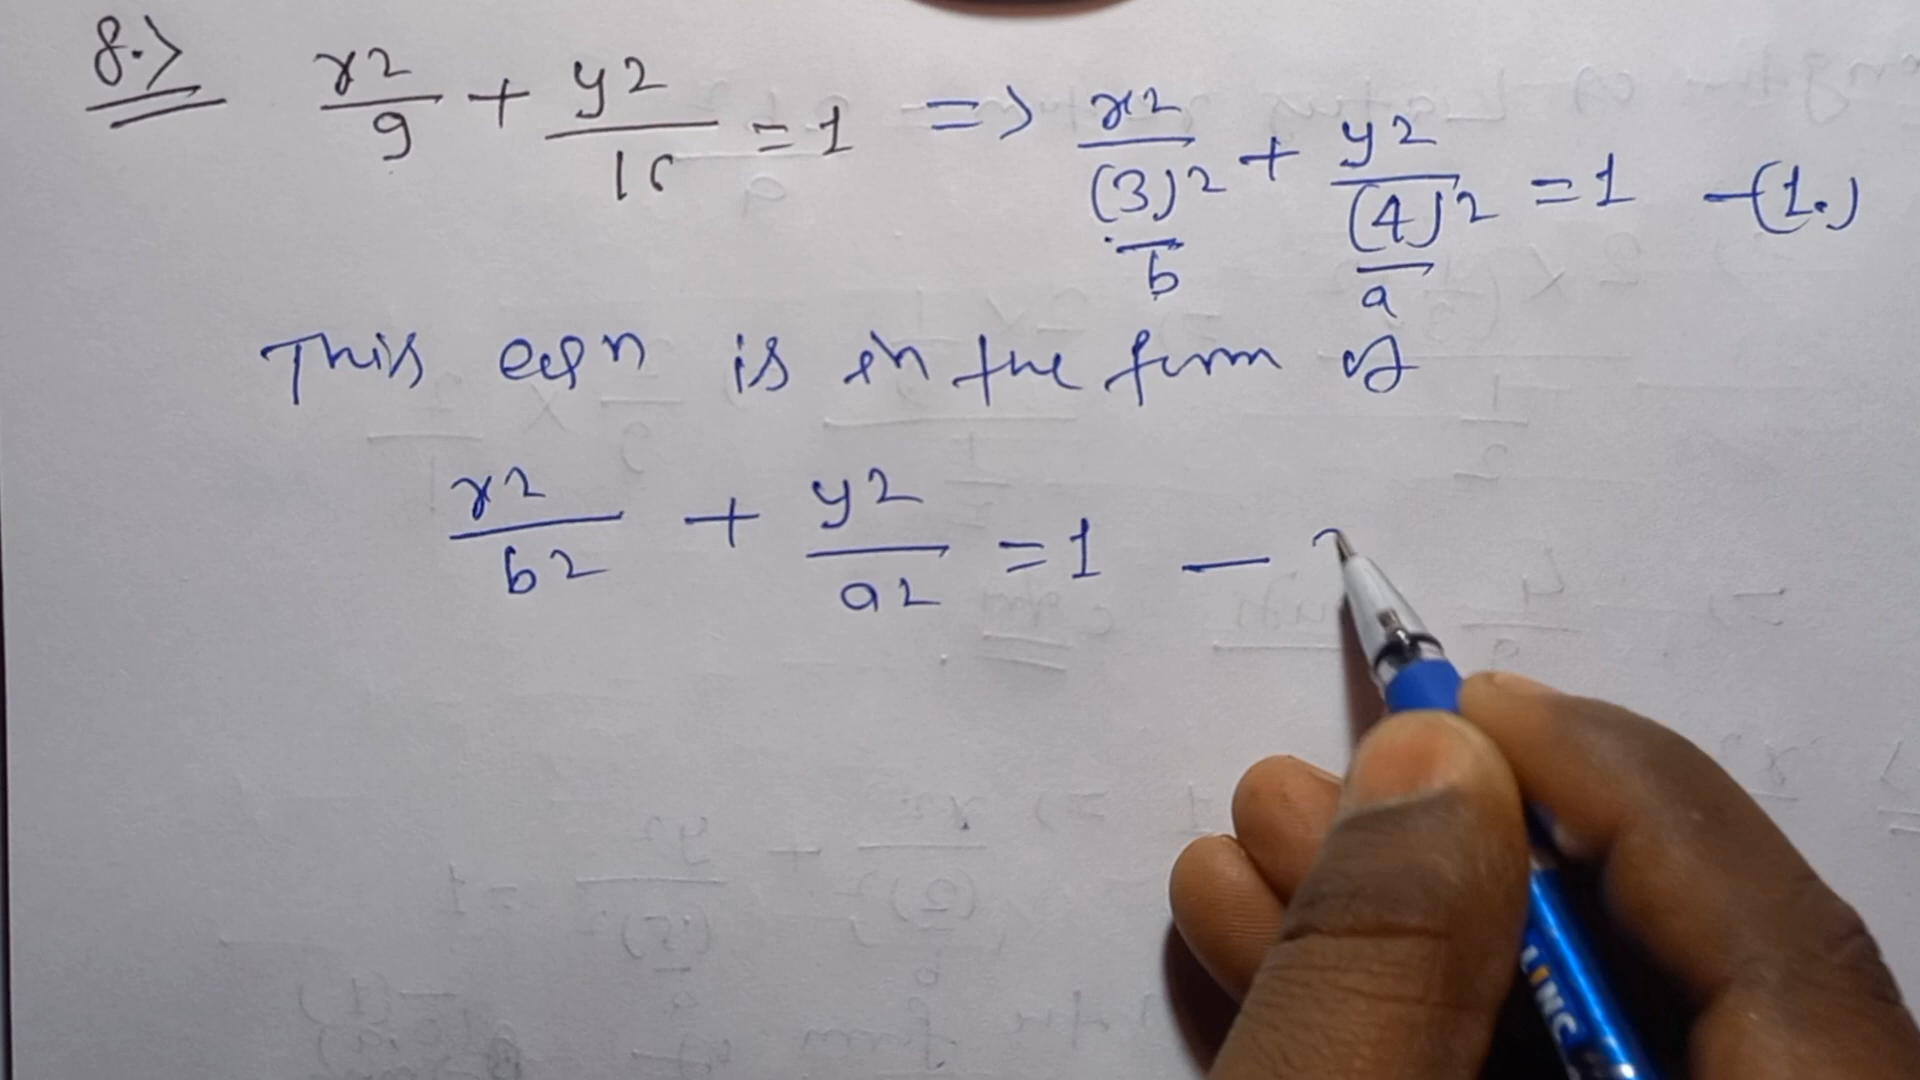 8.> x2/9 + y2/16 = 1 => x2/(3)2 + y2/(4)2 = 1 -(1.)
b a
This eqn is in the form of
x2/b2 + y2/a2 = 1 —
LINC